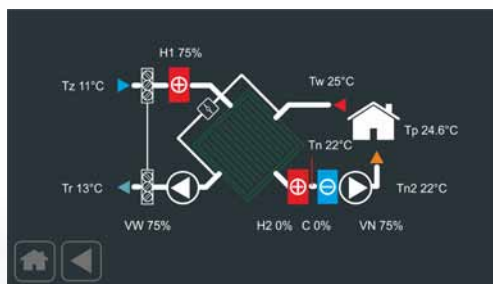 H1 75%
Tz 11°C
Tw 25°C
Tp 24.6°C
Tn 22°C
Tr 13°C
Tn2 22°C
VW 75%
H2 0%
C 0%
VN 75%